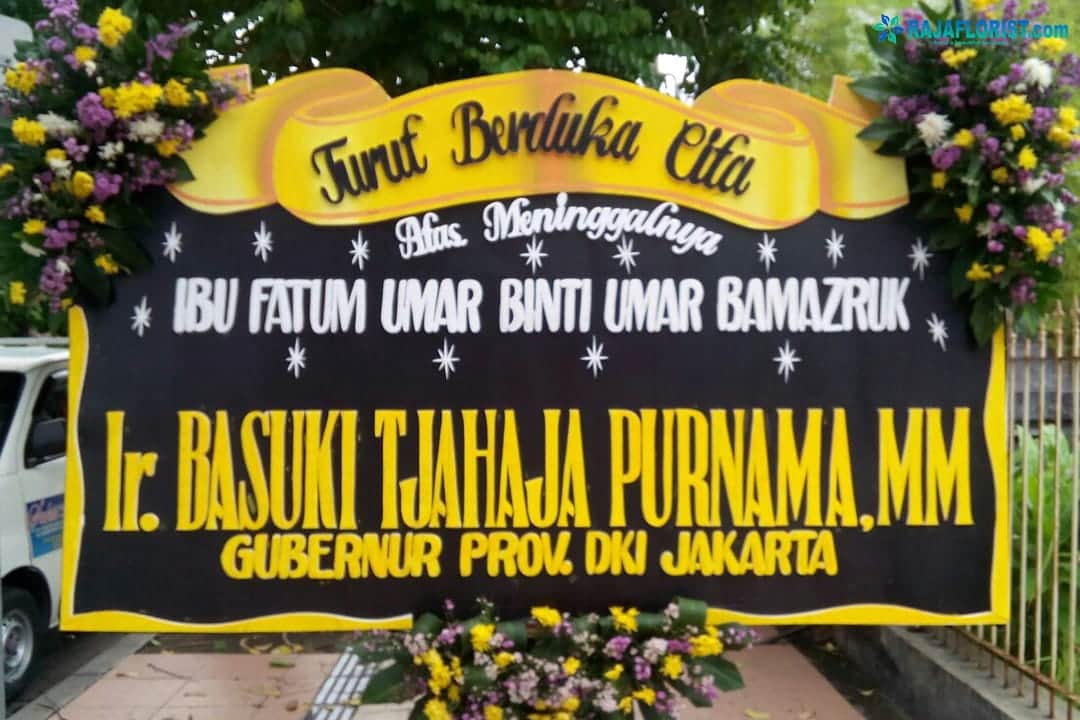 RAJAFLORIST.com
Turut Berduka Cita
Atas Meninggalnya
IBU FATUM UMAR BINTI UMAR BAMAZRUK
Ir. BASUKI TJAHAJA PURNAMA, MM
GUBERNUR PROV. DKI JAKARTA